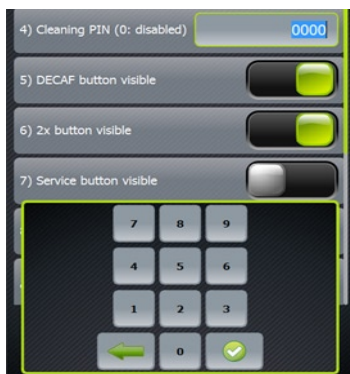 4) Cleaning PIN (0: disabled) 0000
5) DECAF button visible
6) 2x button visible
7) Service button visible
7 8 9
4 5 6
1 2 3
0